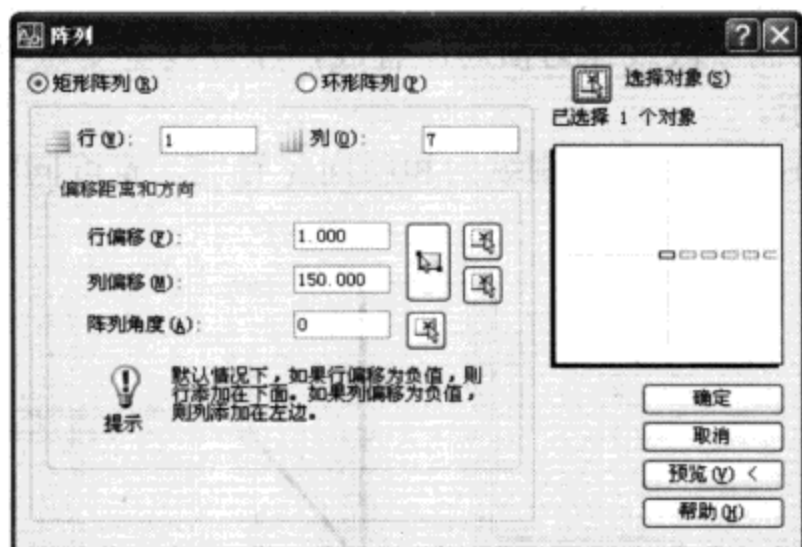 阵列
矩形阵列(R) 环形阵列(P) 选择对象(S)
已选择 1 个对象
行(W): 1 列(O): 7
偏移距离和方向
行偏移(F): 1.000
列偏移(M): 150.000
阵列角度(A): 0
提示
默认情况下，如果行偏移为负值，则
行添加在下面。如果列偏移为负值，
则列添加在左边。
确定
取消
预览(V) <
帮助(H)